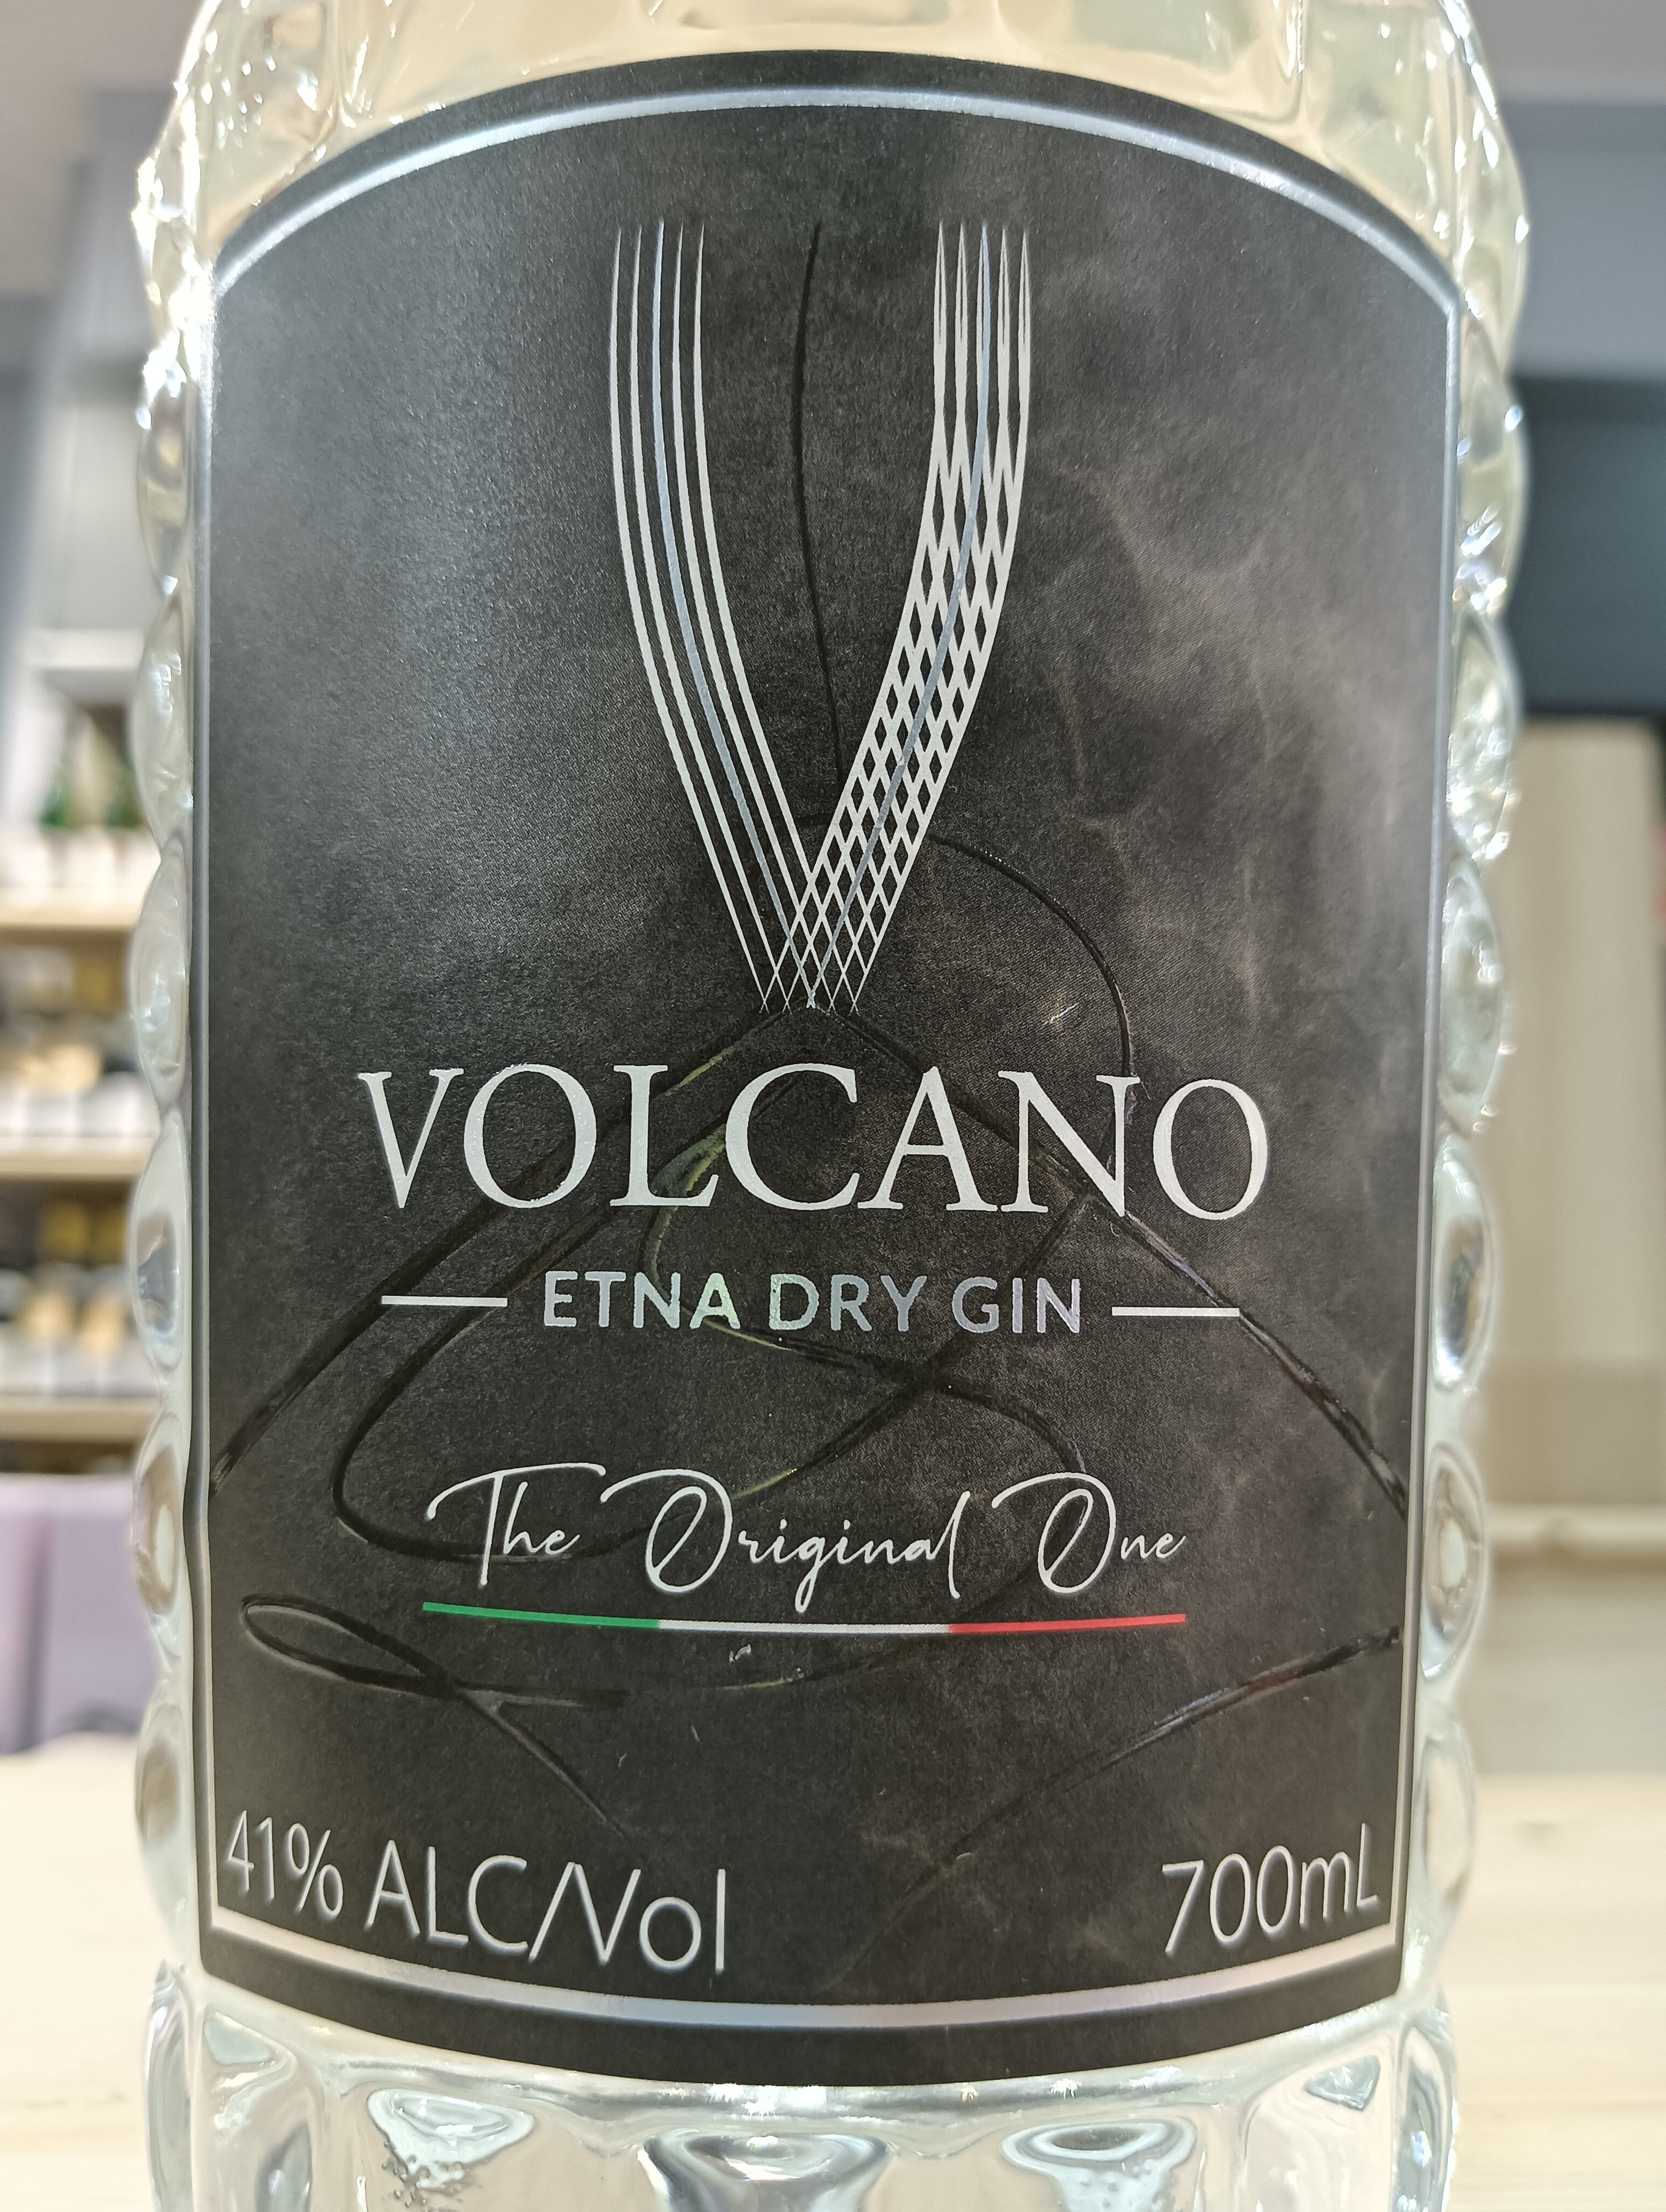 VOLCANO
ETNA DRY GIN
The Original One
41% ALC/Vol
700mL